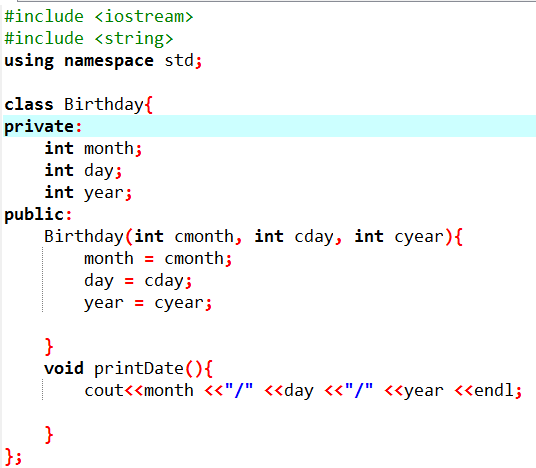 #include <iostream>
#include <string>
using namespace std;

class Birthday{
private:
    int month;
    int day;
    int year;
public:
    Birthday(int cmonth, int cday, int cyear){
        month = cmonth;
        day = cday;
        year = cyear;

    }
    void printDate(){
        cout<<month <<"/" <<day <<"/" <<year <<endl;

    }
};